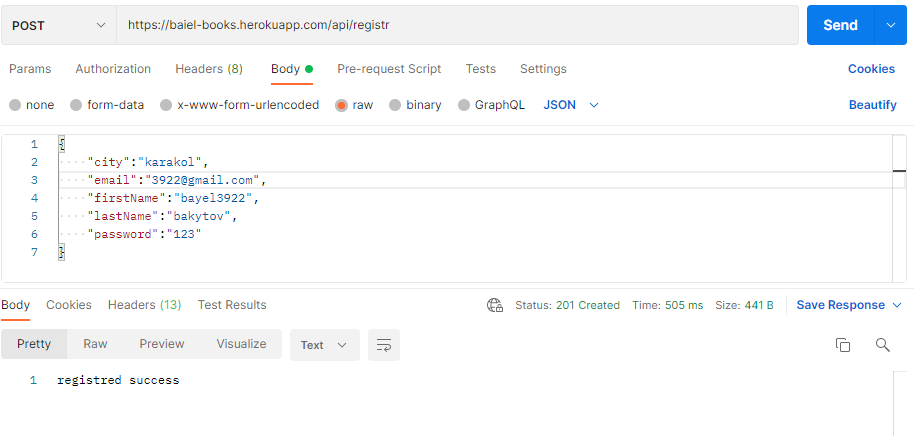 POST https://baiel-books.herokuapp.com/api/registr Send
Params Authorization Headers (8) Body Pre-request Script Tests Settings Cookies
none form-data x-www-form-urlencoded raw binary GraphQL JSON Beautify
1 {
2 ····"city":"karakol",
3 ····"email":"3922@gmail.com",
4 ····"firstName":"bayel3922",
5 ····"lastName":"bakytov",
6 ····"password":"123"
7 }
Body Cookies Headers (13) Test Results Status: 201 Created Time: 505 ms Size: 441 B Save Response
Pretty Raw Preview Visualize Text
1 registred success